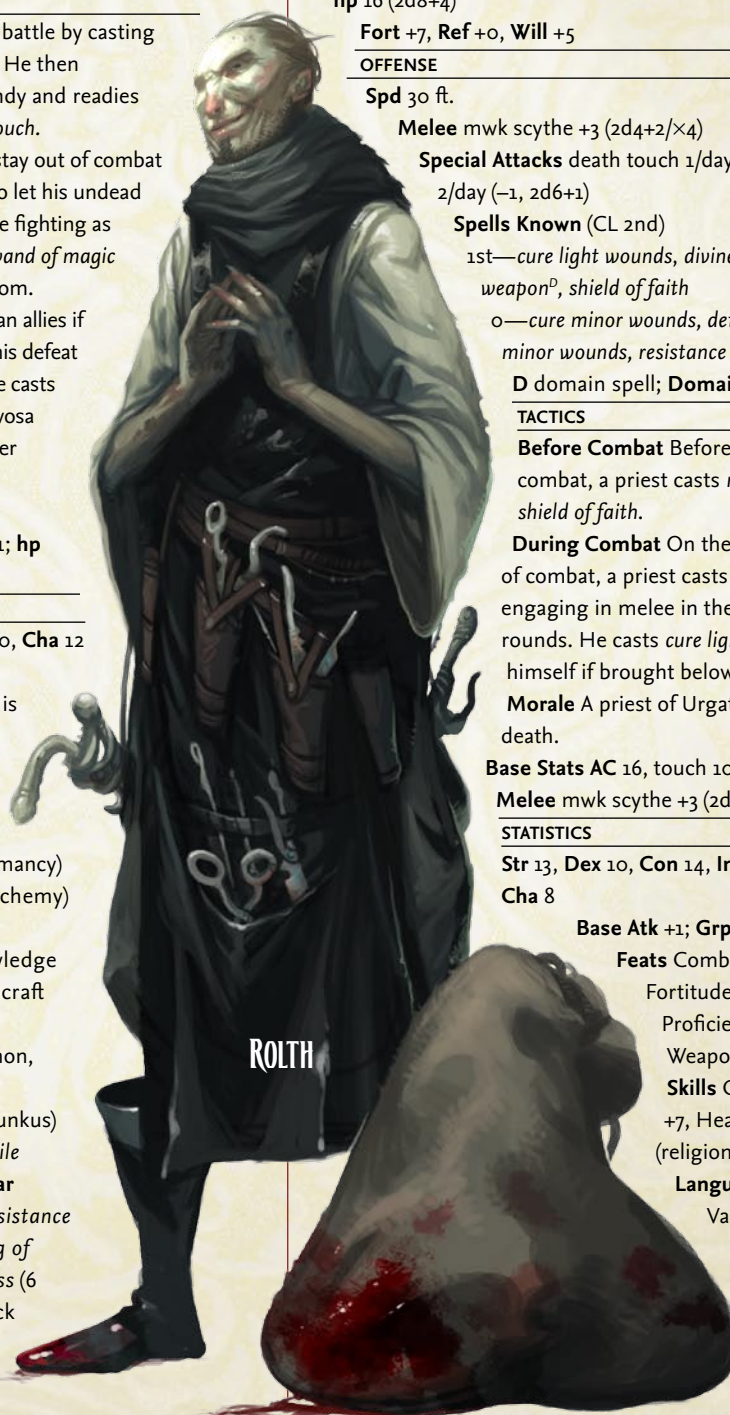 battle by casting
He then
ndy and readies
ouch.
stay out of combat
o let his undead
e fighting as
vand of magic
om.
an allies if
his defeat
e casts
yosa
er
1; hp
0, Cha 12
is
mancy)
chemy)
wledge
craft
non,
unkus)
ile
ar
sistance
g of
ss (6
ck
ROLTH
hp 16 (2d8+4)
Fort +7, Ref +0, Will +5
OFFENSE
Spd 30 ft.
Melee mwk scythe +3 (2d4+2/×4)
Special Attacks death touch 1/day
2/day (–1, 2d6+1)
Spells Known (CL 2nd)
1st—cure light wounds, divine
weaponᴰ, shield of faith
0—cure minor wounds, det
minor wounds, resistance
D domain spell; Domai
TACTICS
Before Combat Before
combat, a priest casts
shield of faith.
During Combat On the
of combat, a priest casts
engaging in melee in the
rounds. He casts cure lig
himself if brought below
Morale A priest of Urgat
death.
Base Stats AC 16, touch 10
Melee mwk scythe +3 (2d
STATISTICS
Str 13, Dex 10, Con 14, In
Cha 8
Base Atk +1; Grp
Feats Comb
Fortitude
Proficie
Weapo
Skills C
+7, Hea
(religion
Langu
Va